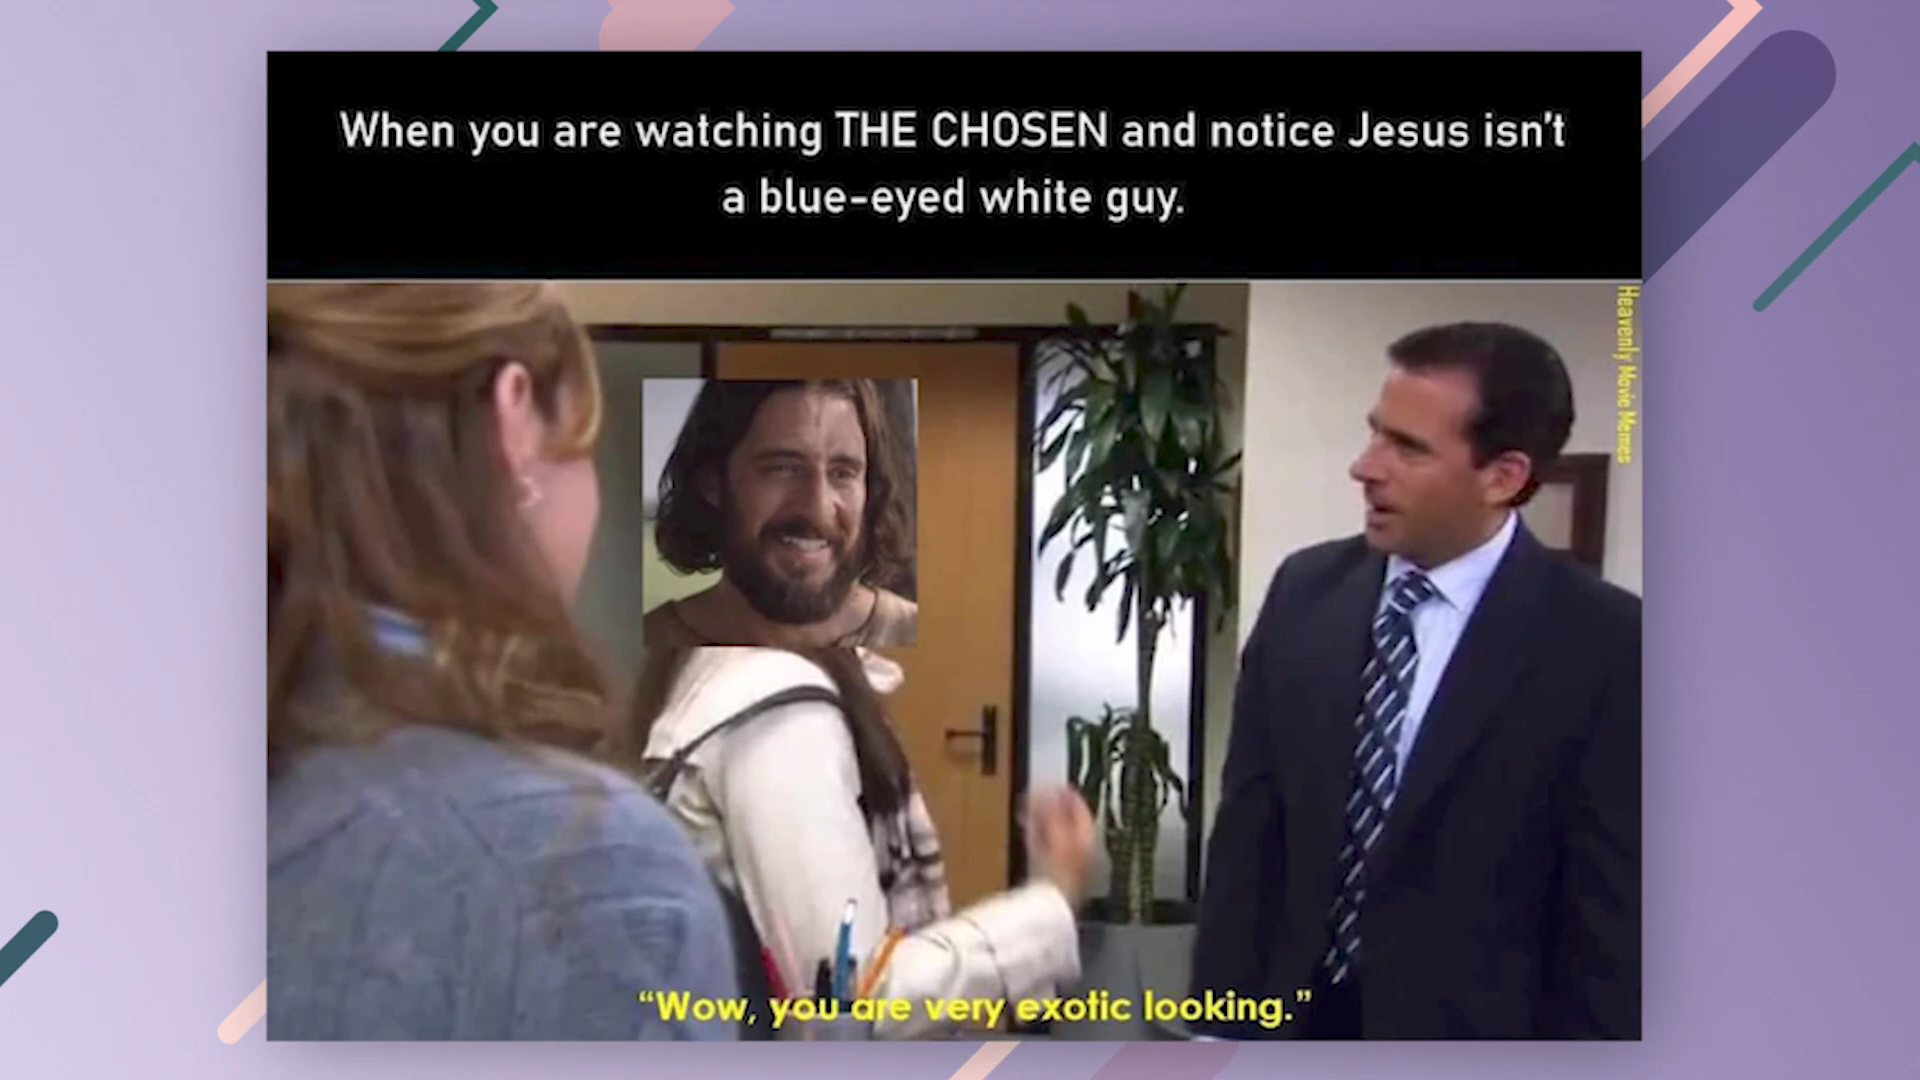 When you are watching THE CHOSEN and notice Jesus isn't
a blue-eyed white guy.
Heavenly Movie Memes
“Wow, you are very exotic looking.”